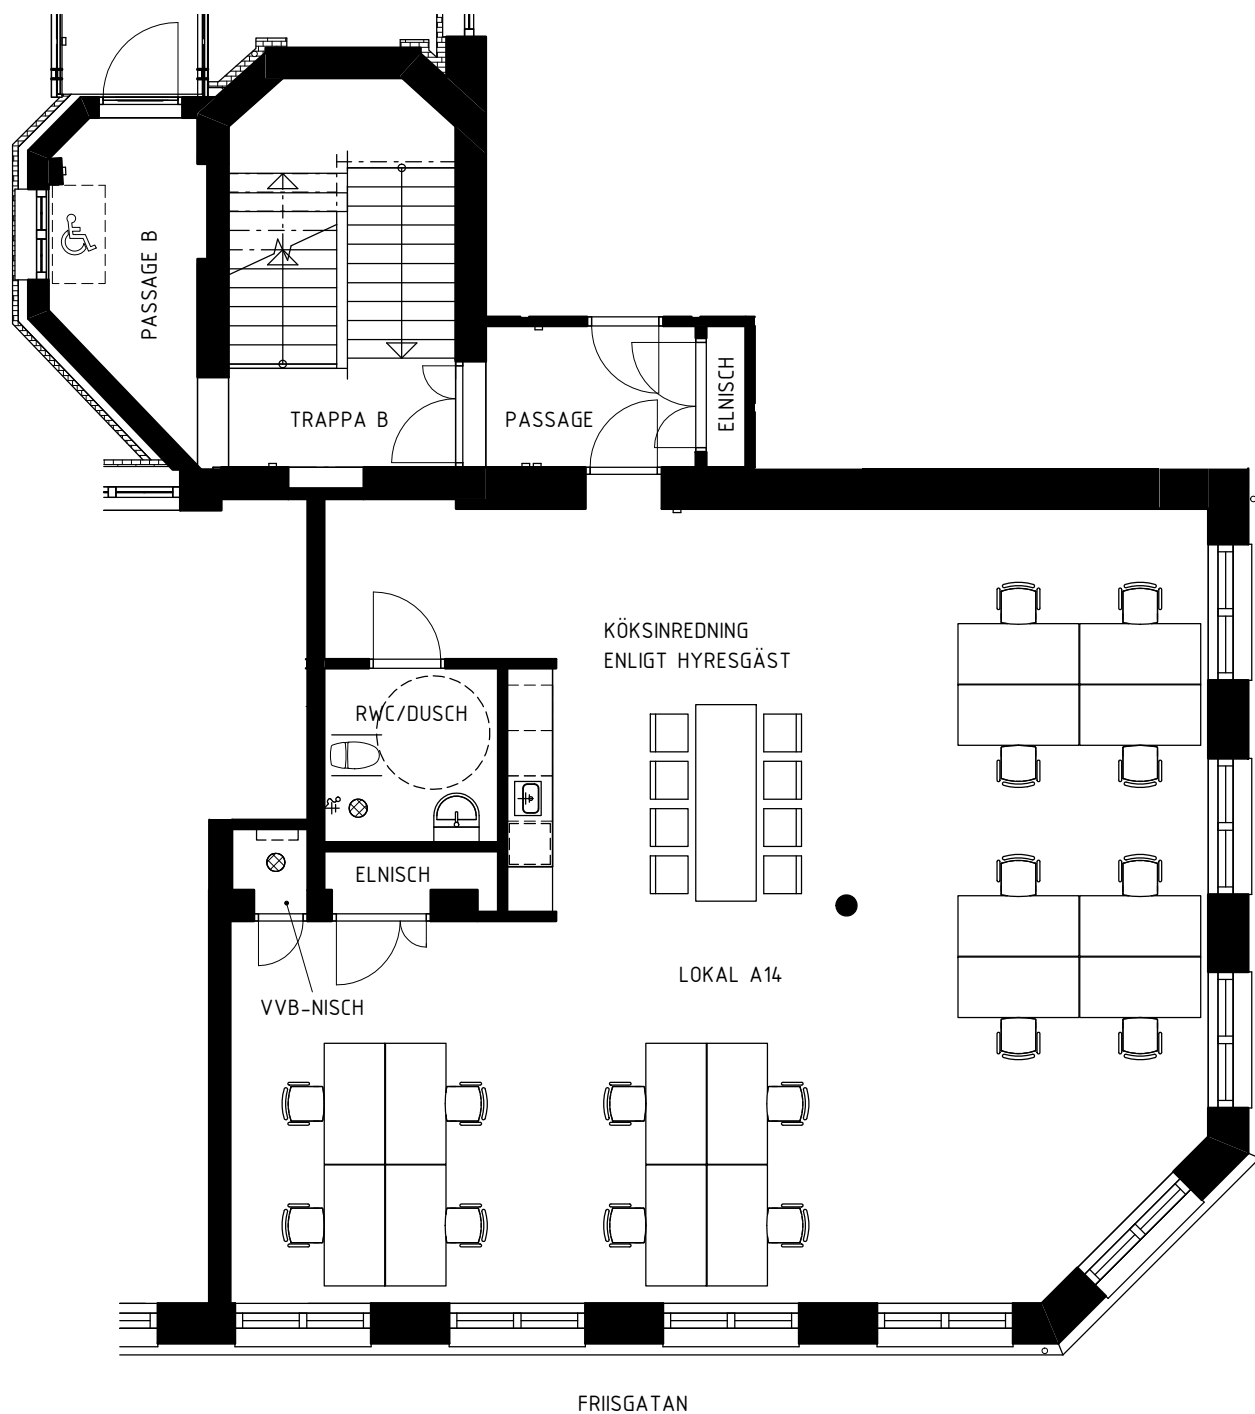 PASSAGE B
TRAPPA B
PASSAGE
ELNISCH
KÖKSINREDNING
ENLIGT HYRESGÄST
RWC/DUSCH
ELNISCH
LOKAL A14
VVB-NISCH
FRIISGATAN